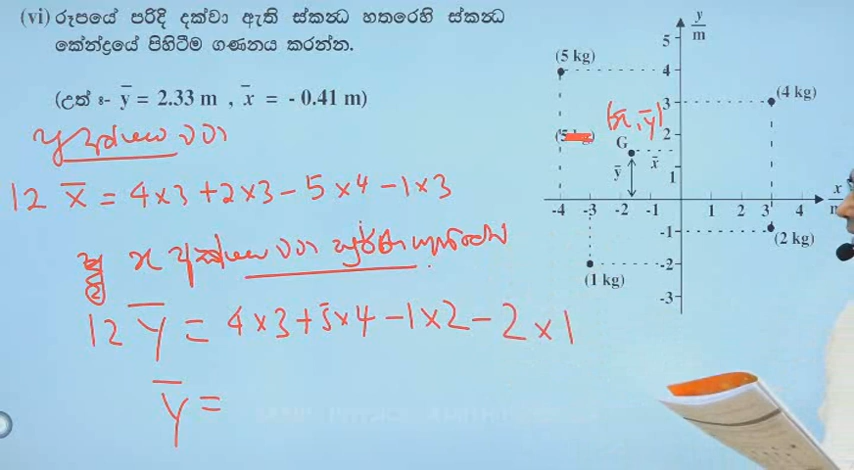 (vi) රූපයේ පරිදි දක්වා ඇති ස්කන්ධ හතරෙහි ස්කන්ධ
කේන්ද්‍රයේ පිහිටීම ගණනය කරන්න.
(උත් ඃ- y̅ = 2.33 m , x̅ = - 0.41 m)
වටා
12 x̅ = 4×3 + 2×3 − 5×4 − 1×3
x අක්ෂය වටා
12 Y̅ = 4×3 + 5×4 − 1×2 − 2×1
Y̅ =
y
m
5
(5 kg)
4
3
(4 kg)
(x̅, y̅)
2
G
y̅
x̅
1
x
-4 -3 -2 -1 1 2 3 4
-1
(2 kg)
-2
(1 kg)
-3